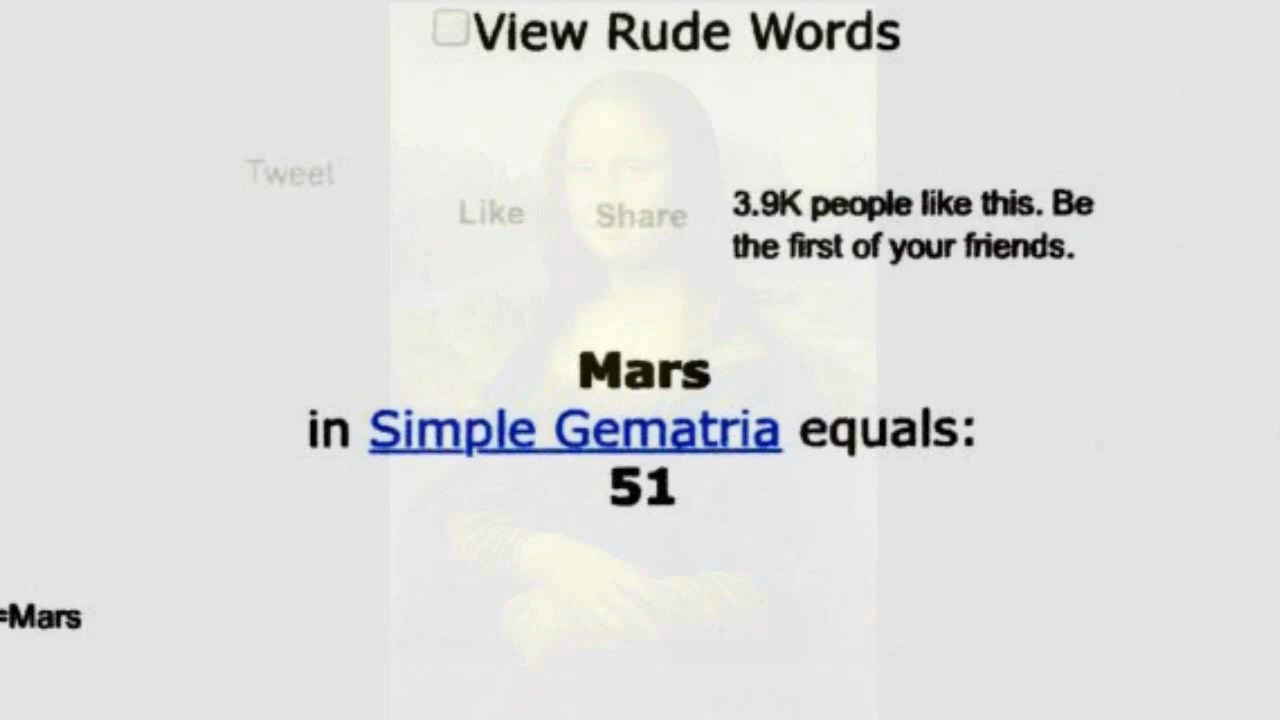 View Rude Words
Tweet
Like Share
3.9K people like this. Be
the first of your friends.
Mars
in Simple Gematria equals:
51
=Mars